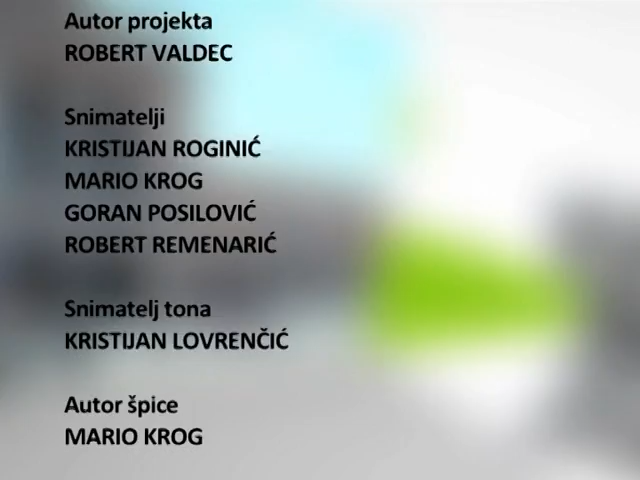 Autor projekta
ROBERT VALDEC
Snimatelji
KRISTIJAN ROGINIĆ
MARIO KROG
GORAN POSILOVIĆ
ROBERT REMENARIĆ
Snimatelj tona
KRISTIJAN LOVRENČIĆ
Autor špice
MARIO KROG